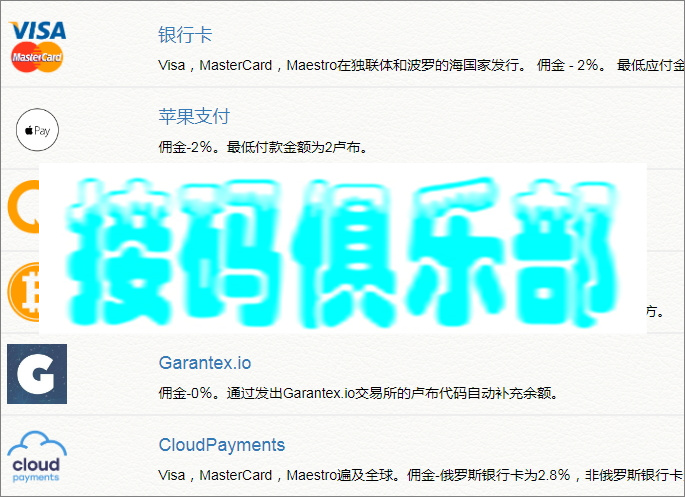 VISA
MasterCard
银行卡
Visa，MasterCard，Maestro在独联体和波罗的海国家发行。 佣金 - 2%。 最低应付金
Pay
苹果支付
佣金-2%。最低付款金额为2卢布。
接码俱乐部
方。
G
Garantex.io
佣金-0%。通过发出Garantex.io交易所的卢布代码自动补充余额。
cloud
payments
CloudPayments
Visa，MasterCard，Maestro遍及全球。佣金-俄罗斯银行卡为2.8%，非俄罗斯银行卡